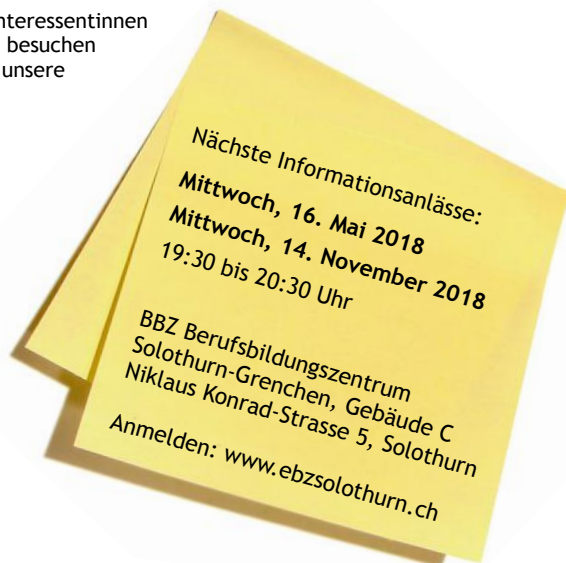 nteressentinnen
besuchen
unsere
Nächste Informationsanlässe:
Mittwoch, 16. Mai 2018
Mittwoch, 14. November 2018
19:30 bis 20:30 Uhr
BBZ Berufsbildungszentrum
Solothurn-Grenchen, Gebäude C
Niklaus Konrad-Strasse 5, Solothurn
Anmelden: www.ebzsolothurn.ch